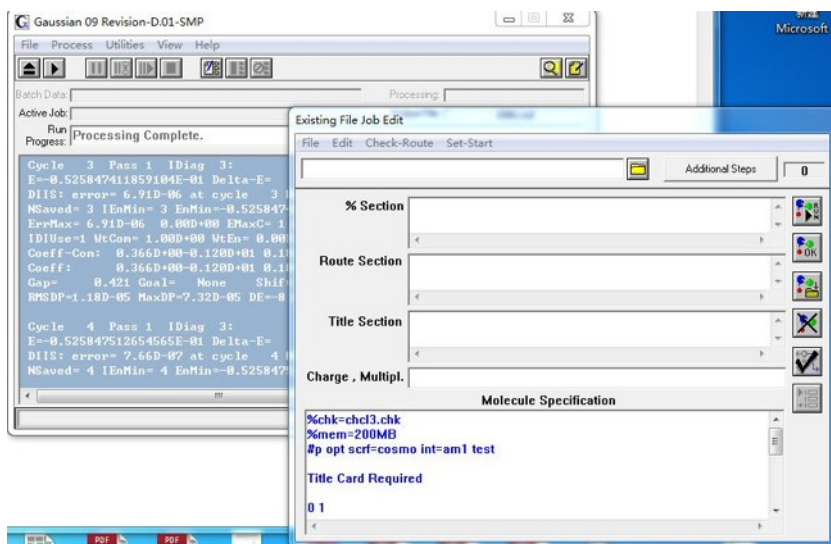 Gaussian 09 Revision-D.01-SMP
File Process Utilities View Help
Batch Data:
Processing:
Active Job:
Run Progress: Processing Complete.
Cycle 3 Pass 1 IDiag 3:
E=-0.525847411859104E-01 Delta-E=
DIIS: error= 6.91D-06 at cycle 3
NSaved= 3 IEnMin= 3 EnMin=-0.525847
ErrMax= 6.91D-06 0.00D+00 EMaxC= 1
IDIUse=1 WtCom= 1.00D+00 WtEn= 0.00
Coeff-Com: 0.366D+00-0.120D+01 0.1
Coeff: 0.366D+00-0.120D+01 0.1
Gap= 0.421 Goal= None Shif
RMSDP=1.18D-05 MaxDP=7.32D-05 DE=-8
Cycle 4 Pass 1 IDiag 3:
E=-0.525847512654565E-01 Delta-E=
DIIS: error= 7.66D-07 at cycle 4
NSaved= 4 IEnMin= 4 EnMin=-0.525847
Microsoft
Existing File Job Edit
File Edit Check-Route Set-Start
Additional Steps
0
% Section
Route Section
Title Section
Charge , Multipl.
Molecule Specification
%chk=chcl3.chk
%mem=200MB
#p opt scrf=cosmo int=am1 test
Title Card Required
0 1
RUN
OK
PDF
PDF